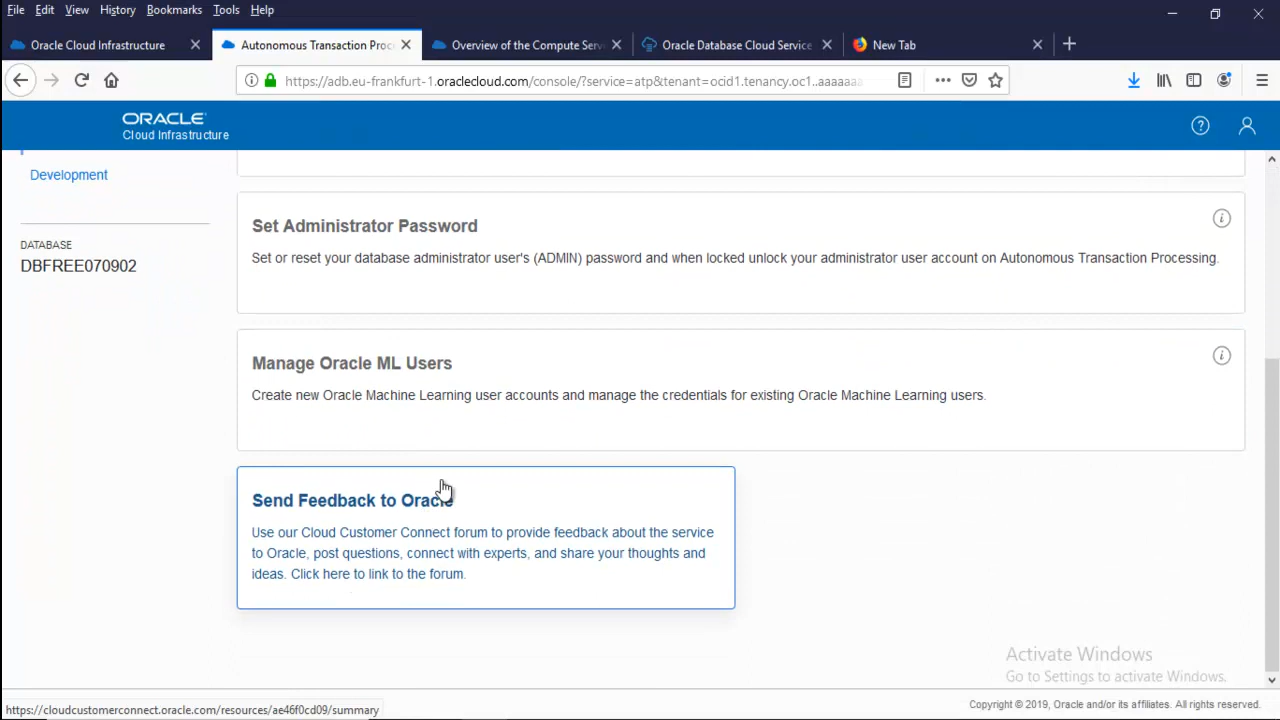 File Edit View History Bookmarks Tools Help
Oracle Cloud Infrastructure
Autonomous Transaction Proc
Overview of the Compute Serv
Oracle Database Cloud Service
New Tab
https://adb.eu-frankfurt-1.oraclecloud.com/console/?service=atp&tenant=ocid1.tenancy.oc1..aaaaaaa
ORACLE
Cloud Infrastructure
Development
DATABASE
DBFREE070902
Set Administrator Password
Set or reset your database administrator user's (ADMIN) password and when locked unlock your administrator user account on Autonomous Transaction Processing.
Manage Oracle ML Users
Create new Oracle Machine Learning user accounts and manage the credentials for existing Oracle Machine Learning users.
Send Feedback to Oracle
Use our Cloud Customer Connect forum to provide feedback about the service
to Oracle, post questions, connect with experts, and share your thoughts and
ideas. Click here to link to the forum.
Activate Windows
Go to Settings to activate Windows.
https://cloudcustomerconnect.oracle.com/resources/ae46f0cd09/summary
Copyright © 2019, Oracle and/or its affiliates. All rights reserved.